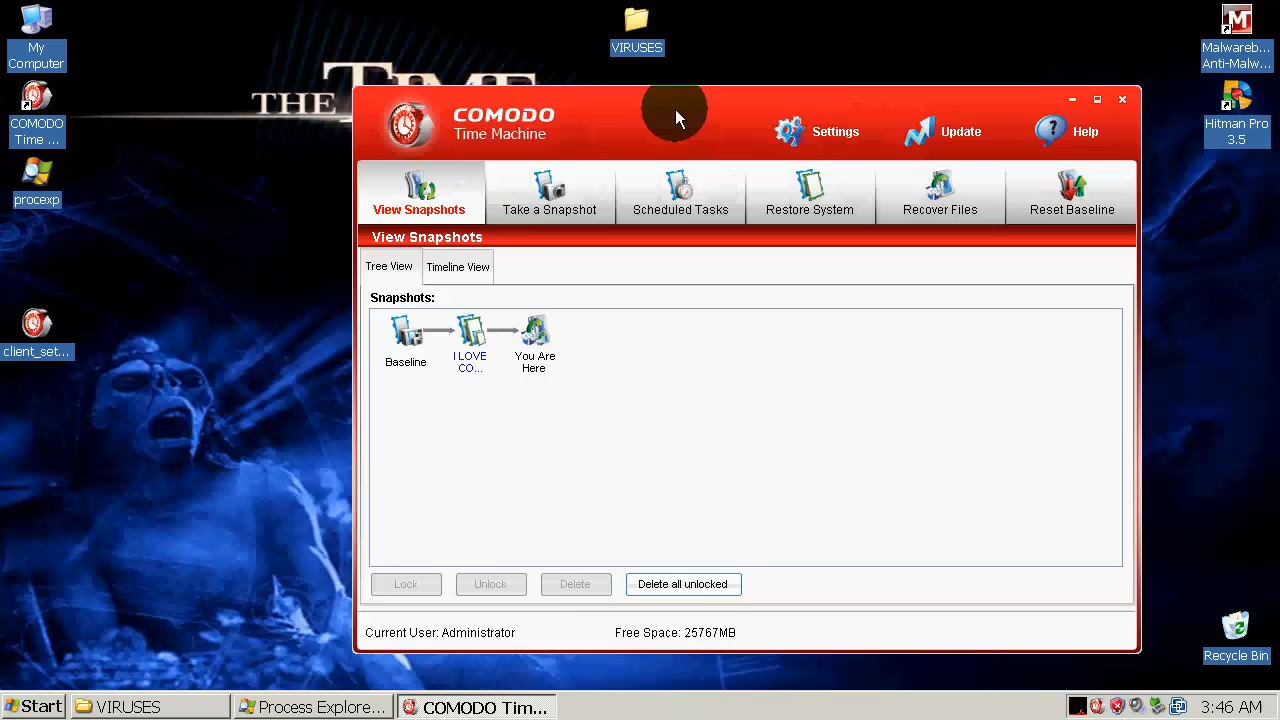 My
Computer
COMODO
Time ...
procexp
client_set...
VIRUSES
Malwareb...
Anti-Malw...
Hitman Pro
3.5
Recycle Bin
THE TIME
COMODO
Time Machine
Settings
Update
Help
View Snapshots
Take a Snapshot
Scheduled Tasks
Restore System
Recover Files
Reset Baseline
View Snapshots
Tree View
Timeline View
Snapshots:
Baseline
I LOVE
CO...
You Are
Here
Lock
Unlock
Delete
Delete all unlocked
Current User: Administrator
Free Space: 25767MB
Start
VIRUSES
Process Explore...
COMODO Tim...
3:46 AM